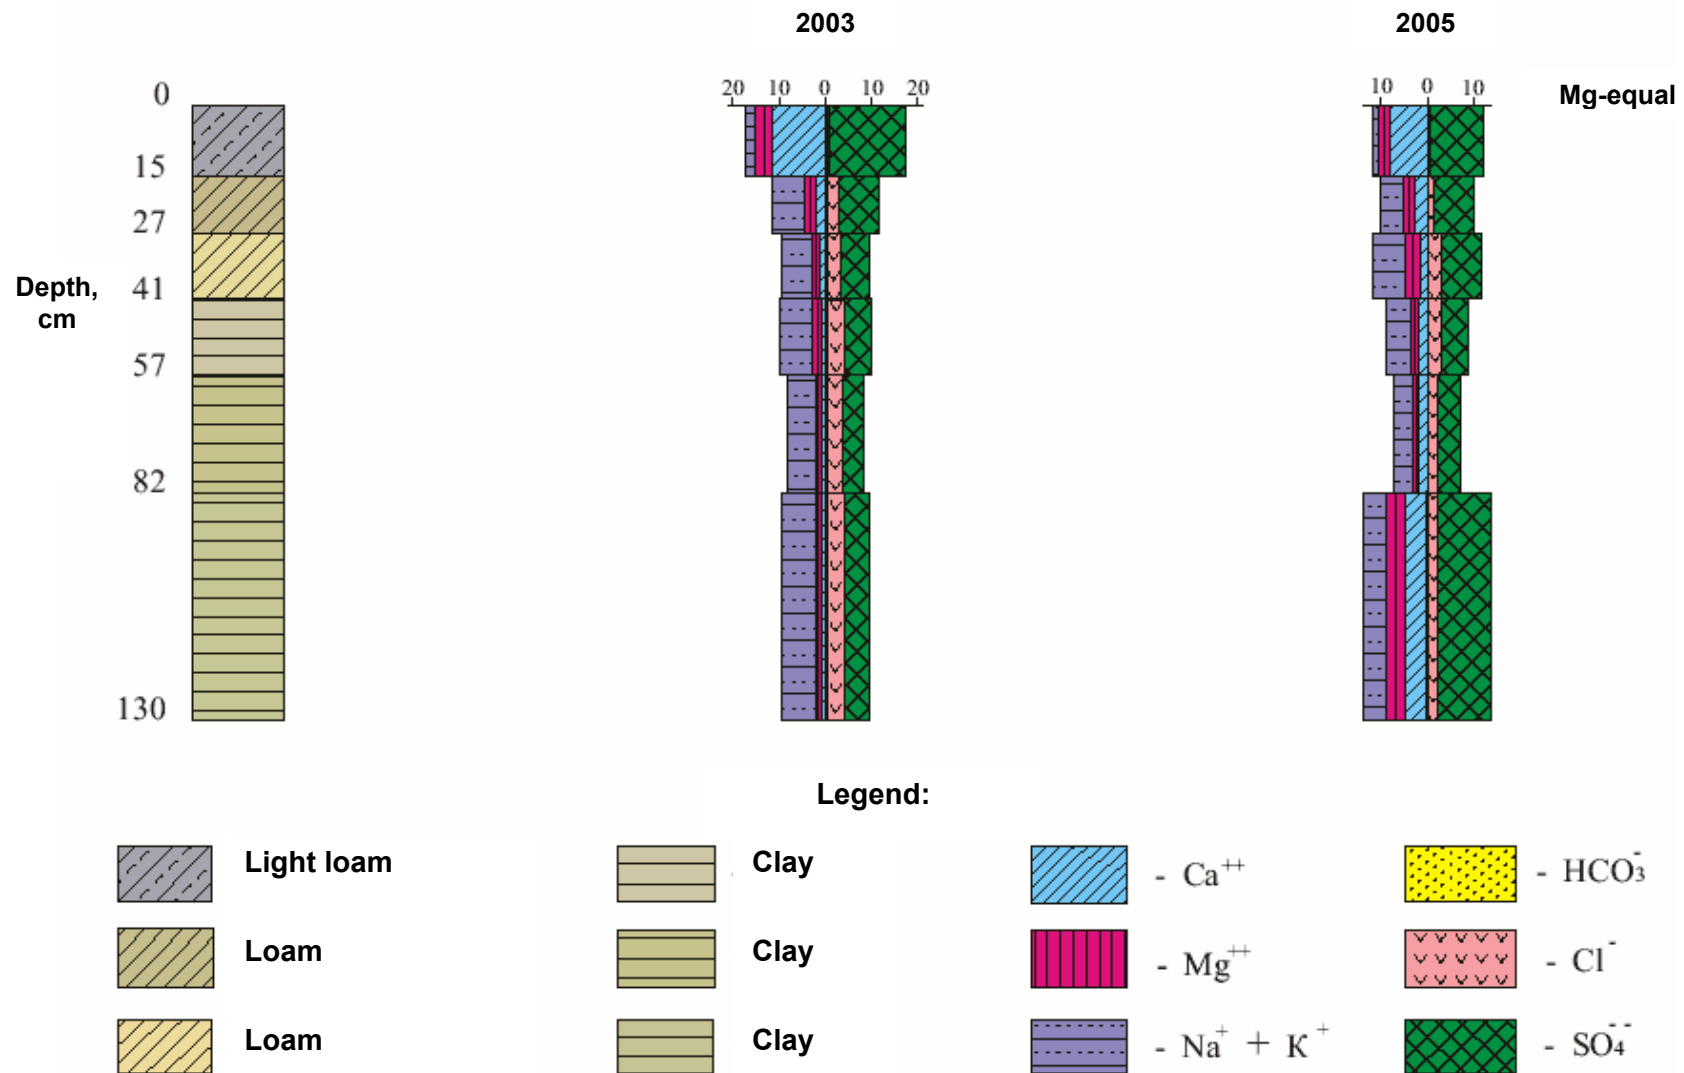 2003
2005
20 10 0 10 20
10 0 10
Mg-equal
0
15
27
Depth,
cm
41
57
82
130
Legend:
Light loam
Clay
- Ca++
- HCO3-
Loam
Clay
- Mg++
- Cl-
Loam
Clay
- Na+ + K+
- SO4--